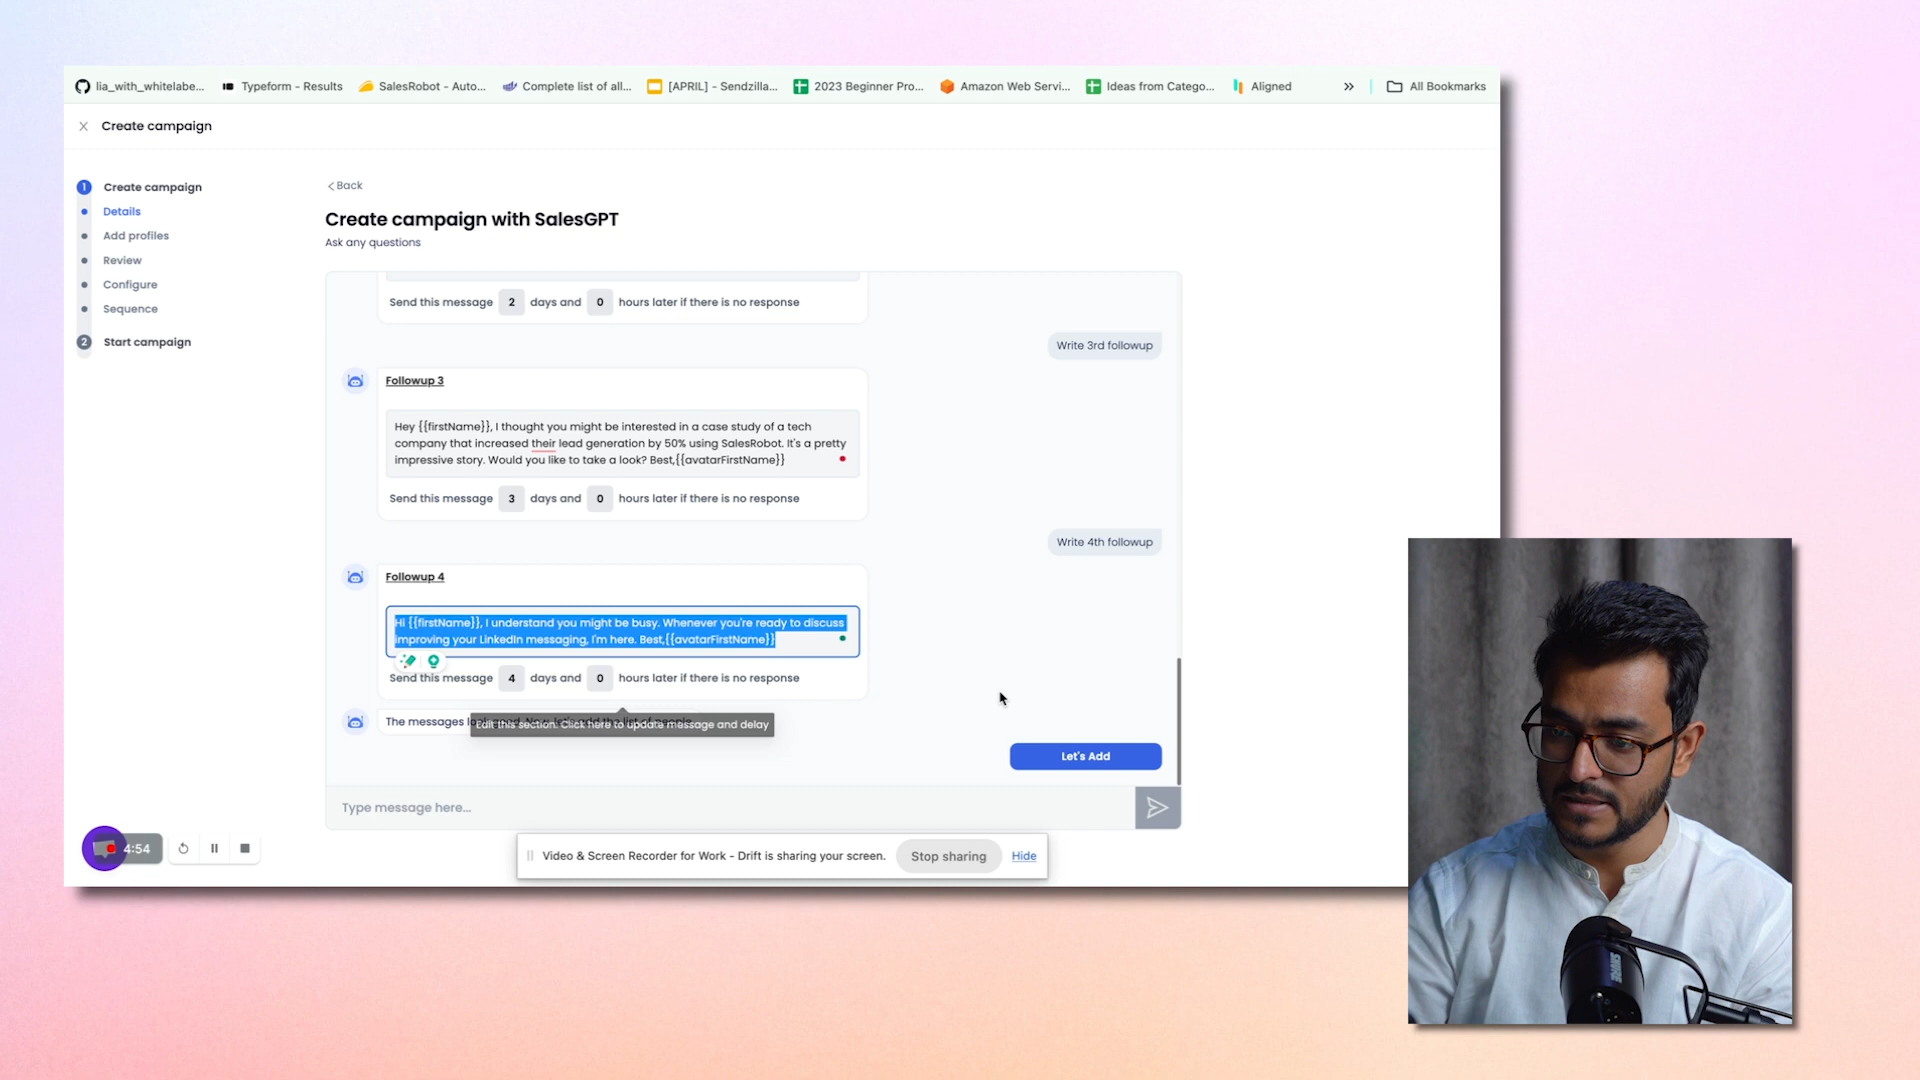 lia_with_whitelabe... Typeform - Results SalesRobot - Auto... Complete list of all... [APRIL] - Sendzilla... 2023 Beginner Pro... Amazon Web Servi... Ideas from Catego... Aligned » All Bookmarks
Create campaign
1 Create campaign
Details
Add profiles
Review
Configure
Sequence
2 Start campaign
Back
Create campaign with SalesGPT
Ask any questions
Send this message 2 days and 0 hours later if there is no response
Write 3rd followup
Followup 3
Hey {{firstName}}, I thought you might be interested in a case study of a tech
company that increased their lead generation by 50% using SalesRobot. It's a pretty
impressive story. Would you like to take a look? Best,{{avatarFirstName}}
Send this message 3 days and 0 hours later if there is no response
Write 4th followup
Followup 4
Hi {{firstName}}, I understand you might be busy. Whenever you're ready to discuss
improving your LinkedIn messaging, I'm here. Best,{{avatarFirstName}}
Send this message 4 days and 0 hours later if there is no response
The messages
Edit this section: Click here to update message and delay
Let's Add
Type message here...
4:54
Video & Screen Recorder for Work - Drift is sharing your screen. Stop sharing Hide
SHURE